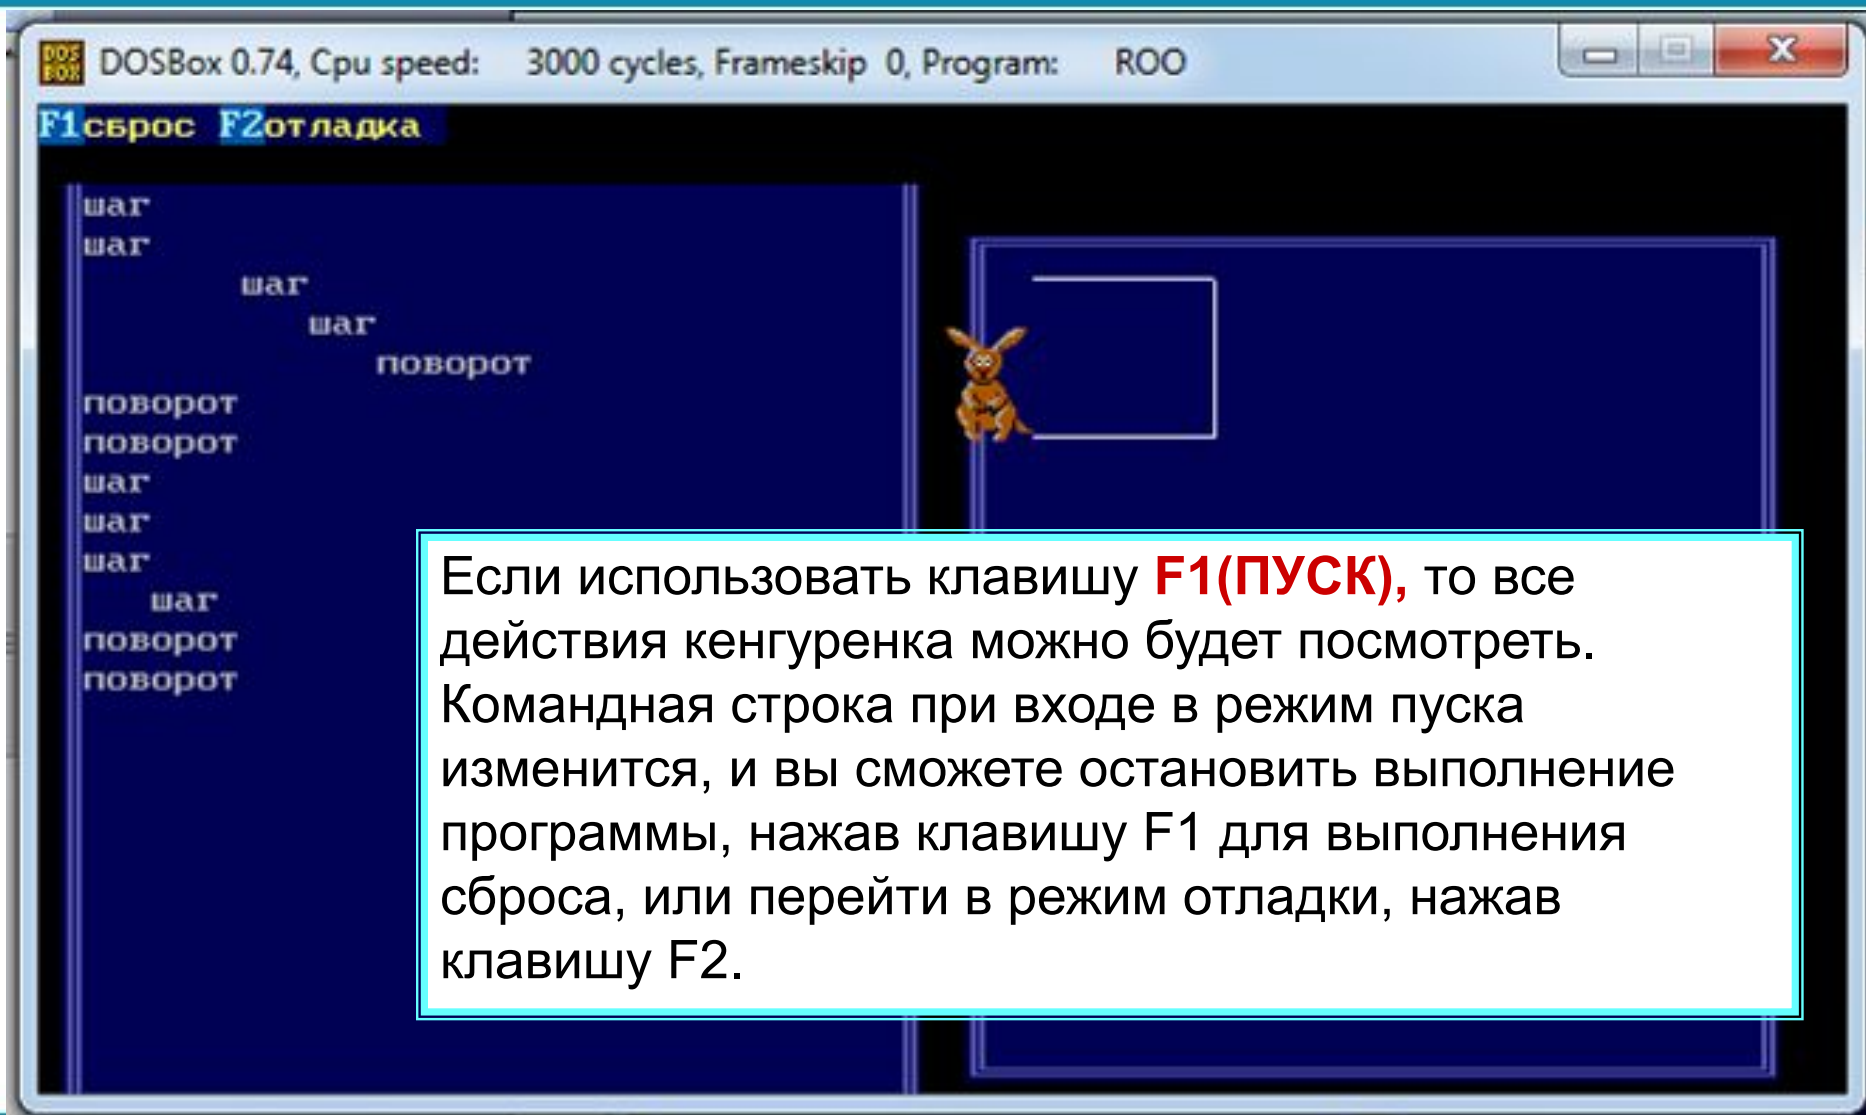 DOS
BOX
DOSBox 0.74, Cpu speed: 3000 cycles, Frameskip 0, Program: ROO
F1сброс F2отладка
шаг
шаг
шаг
шаг
поворот
поворот
поворот
шаг
шаг
шаг
шаг
поворот
поворот
Если использовать клавишу F1(ПУСК), то все
действия кенгуренка можно будет посмотреть.
Командная строка при входе в режим пуска
изменится, и вы сможете остановить выполнение
программы, нажав клавишу F1 для выполнения
сброса, или перейти в режим отладки, нажав
клавишу F2.